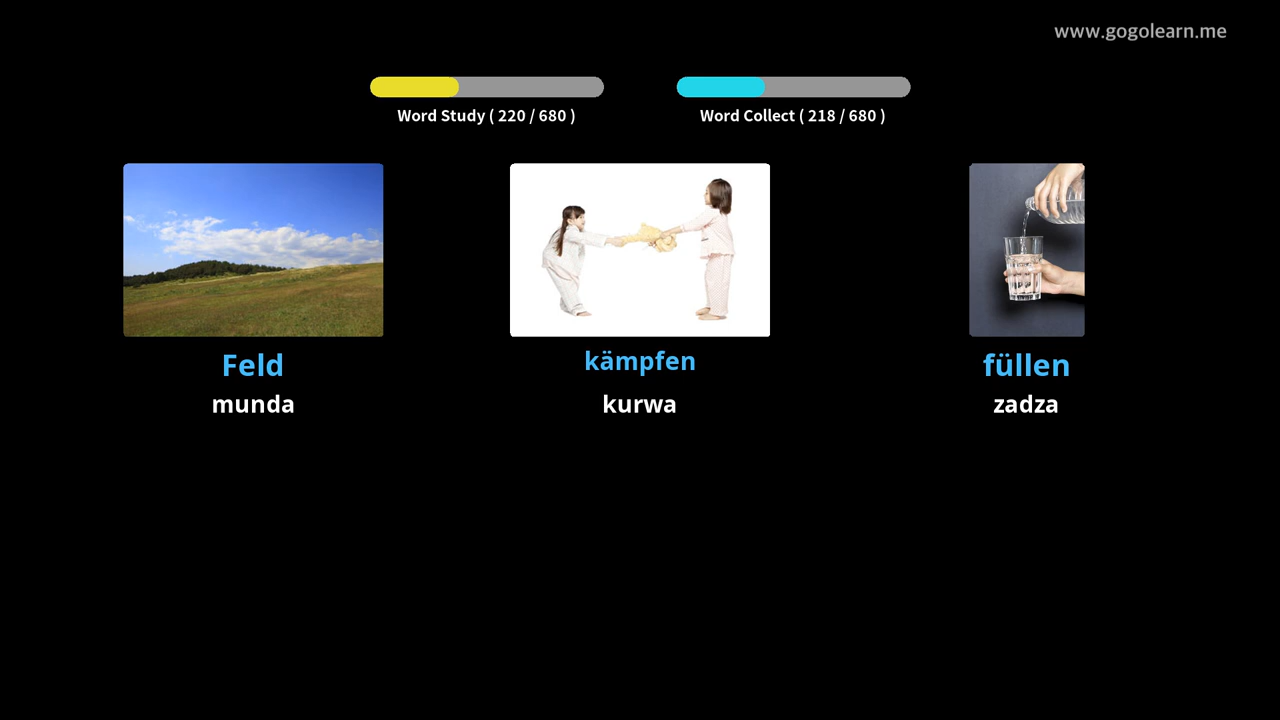 www.gogolearn.me
Word Study ( 220 / 680 )
Word Collect ( 218 / 680 )
Feld
kämpfen
füllen
munda
kurwa
zadza